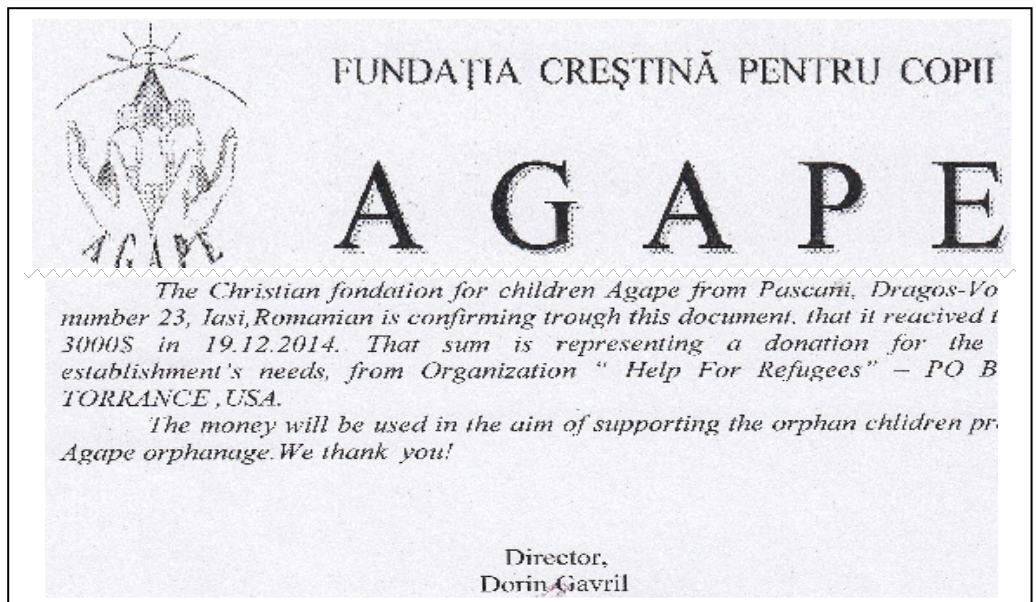 FUNDAŢIA CREŞTINĂ PENTRU COPII
A G A P E
AGAPE
The Christian fondation for children Agape from Pascani, Dragos-Vo
number 23, Iasi,Romanian is confirming trough this document. that it reacived t
3000$ in 19.12.2014. That sum is representing a donation for the
establishment's needs, from Organization " Help For Refugees" – PO B
TORRANCE ,USA.
The money will be used in the aim of supporting the orphan chlidren pr
Agape orphanage.We thank you!
Director,
Dorin Gavril